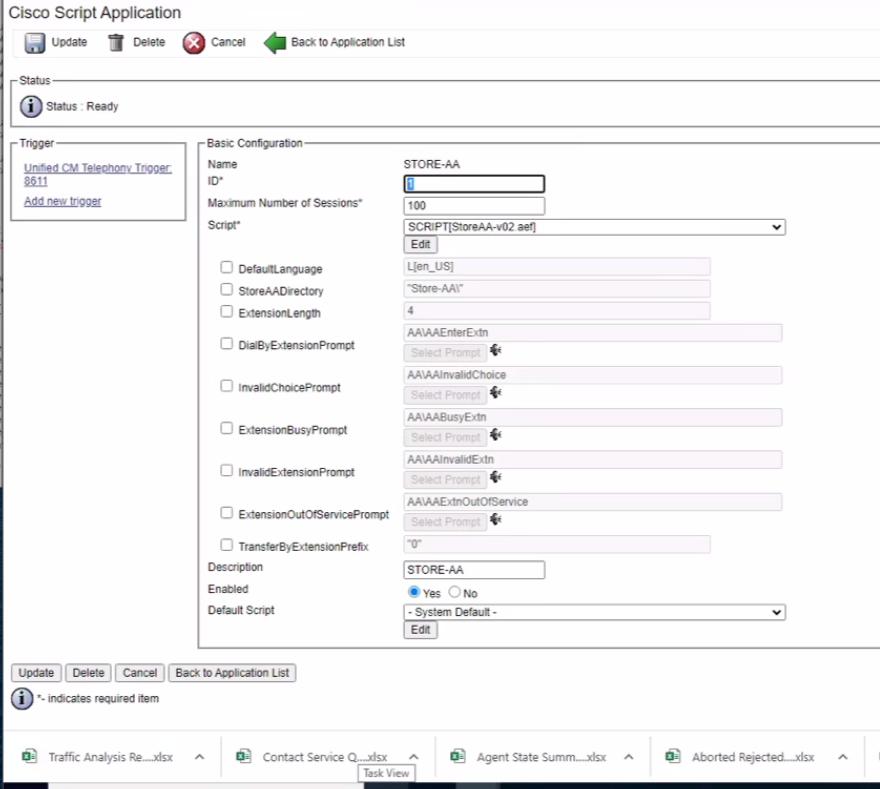 Cisco Script Application
Update Delete Cancel Back to Application List
Status
Status : Ready
Trigger
Unified CM Telephony Trigger:
8611
Add new trigger
Basic Configuration
Name STORE-AA
ID* 1
Maximum Number of Sessions* 100
Script* SCRIPT[StoreAA-v02.aef]
Edit
DefaultLanguage L[en_US]
StoreAADirectory "Store-AA\"
ExtensionLength 4
DialByExtensionPrompt AA\AAEnterExtn
Select Prompt
InvalidChoicePrompt AA\AAInvalidChoice
Select Prompt
ExtensionBusyPrompt AA\AABusyExtn
Select Prompt
InvalidExtensionPrompt AA\AAInvalidExtn
Select Prompt
ExtensionOutOfServicePrompt AA\AAExtnOutOfService
Select Prompt
TransferByExtensionPrefix "0"
Description STORE-AA
Enabled Yes No
Default Script - System Default -
Edit
Update Delete Cancel Back to Application List
*- indicates required item
Traffic Analysis Re....xlsx Contact Service Q....xlsx Agent State Summ....xlsx Aborted Rejected....xlsx
Task View